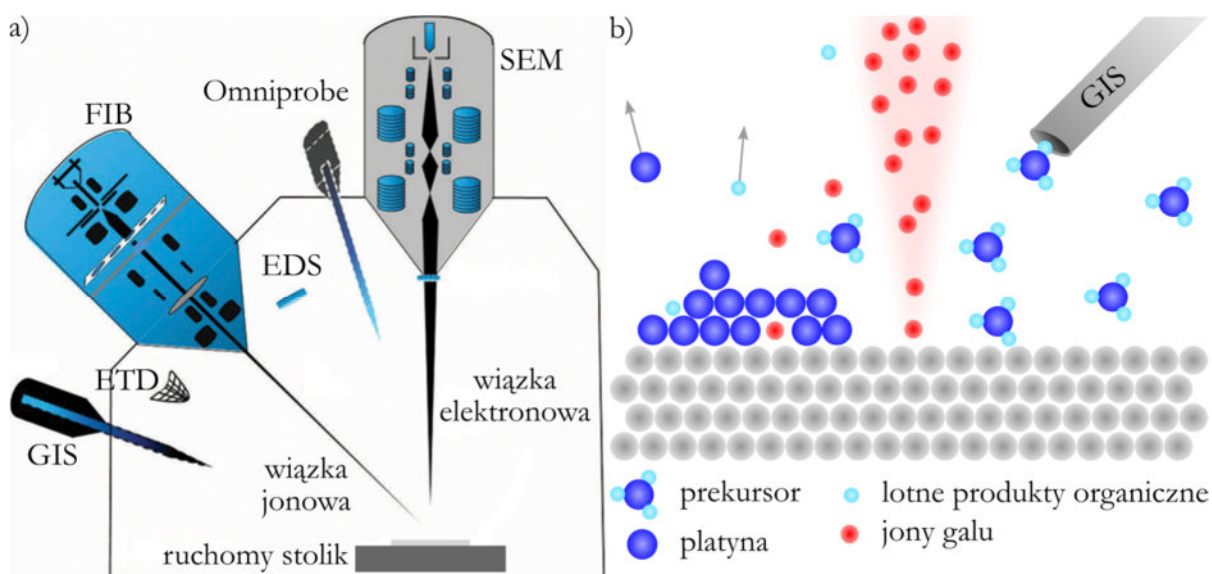 a)
SEM
Omniprobe
FIB
EDS
ETD
GIS
wiązka
elektronowa
wiązka
jonowa
ruchomy stolik
b)
GIS
prekursor
lotne produkty organiczne
platyna
jony galu